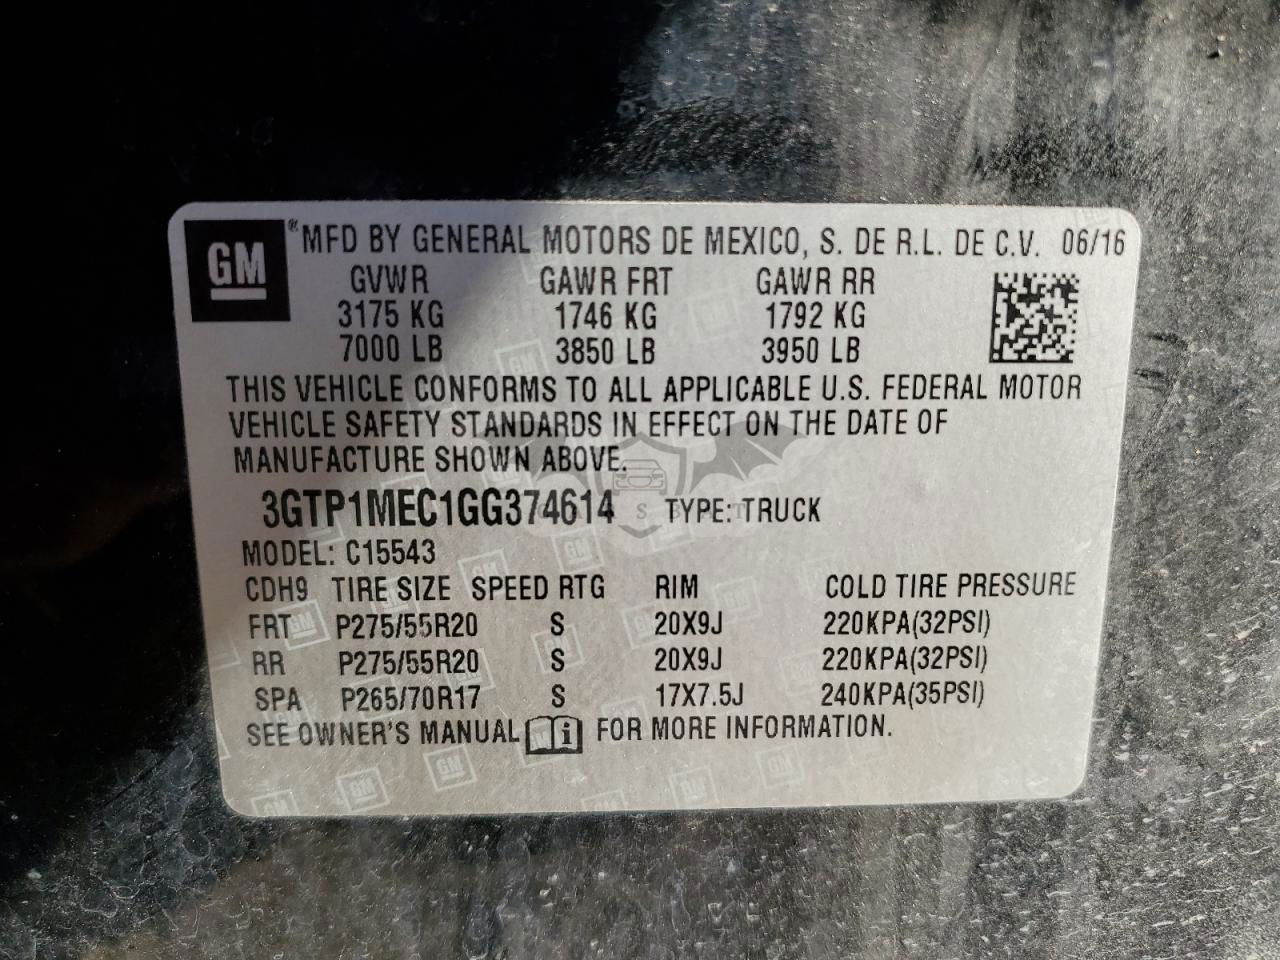 GM ® MFD BY GENERAL MOTORS DE MEXICO, S. DE R.L. DE C.V. 06/16
GVWR GAWR FRT GAWR RR
3175 KG 1746 KG 1792 KG
7000 LB 3850 LB 3950 LB
THIS VEHICLE CONFORMS TO ALL APPLICABLE U.S. FEDERAL MOTOR
VEHICLE SAFETY STANDARDS IN EFFECT ON THE DATE OF
MANUFACTURE SHOWN ABOVE.
3GTP1MEC1GG374614 TYPE: TRUCK
MODEL: C15543
CDH9 TIRE SIZE SPEED RTG RIM COLD TIRE PRESSURE
FRT P275/55R20 S 20X9J 220KPA(32PSI)
RR P275/55R20 S 20X9J 220KPA(32PSI)
SPA P265/70R17 S 17X7.5J 240KPA(35PSI)
SEE OWNER'S MANUAL i FOR MORE INFORMATION.